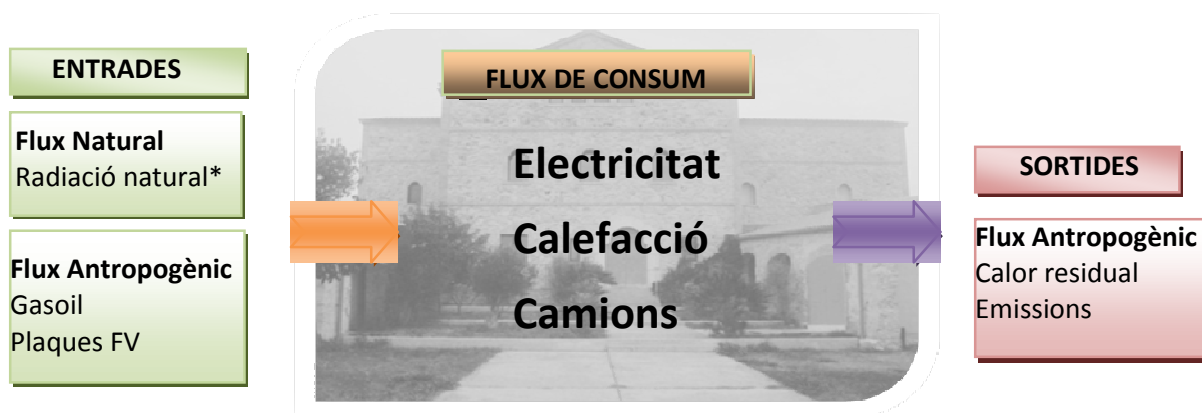 ENTRADES
Flux Natural
Radiació natural*
Flux Antropogènic
Gasoil
Plaques FV
FLUX DE CONSUM
Electricitat
Calefacció
Camions
SORTIDES
Flux Antropogènic
Calor residual
Emissions